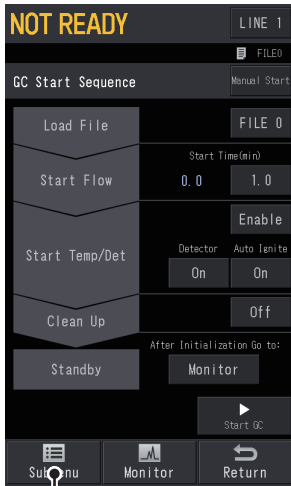 NOT READY LINE 1
FILE0
GC Start Sequence Manual Start
Load File FILE 0
Start Time(min)
Start Flow 0.0 1.0
Enable
Start Temp/Det Detector Auto Ignite
On On
Clean Up Off
After Initialization Go to:
Standby Monitor
Start GC
Submenu Monitor Return